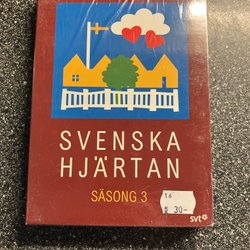 SVENSKA
HJÄRTAN
SÄSONG 3
30-
svt